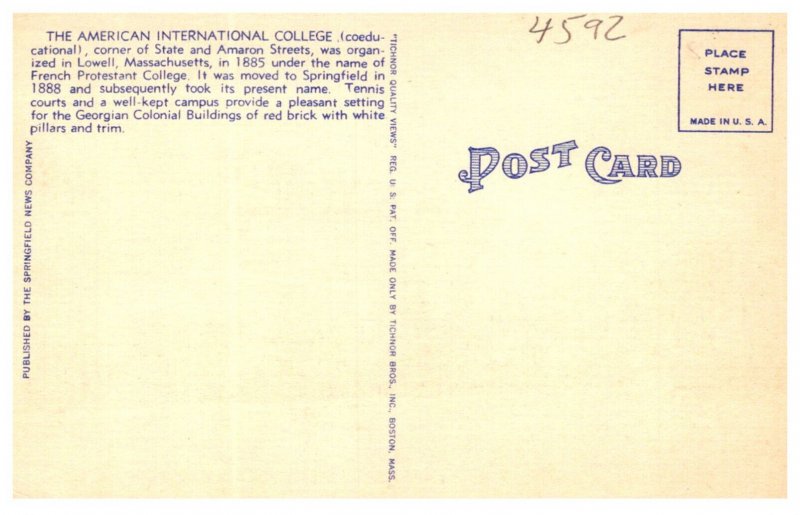 THE AMERICAN INTERNATIONAL COLLEGE (coedu-
cational), corner of State and Amaron Streets, was organ-
ized in Lowell, Massachusetts, in 1885 under the name of
French Protestant College. It was moved to Springfield in
1888 and subsequently took its present name. Tennis
courts and a well-kept campus provide a pleasant setting
for the Georgian Colonial Buildings of red brick with white
pillars and trim.
PUBLISHED BY THE SPRINGFIELD NEWS COMPANY
"TICHNOR QUALITY VIEWS" REG. U. S. PAT. OFF. MADE ONLY BY TICHNOR BROS., INC., BOSTON, MASS.
4592
PLACE
STAMP
HERE
MADE IN U. S. A.
POST CARD